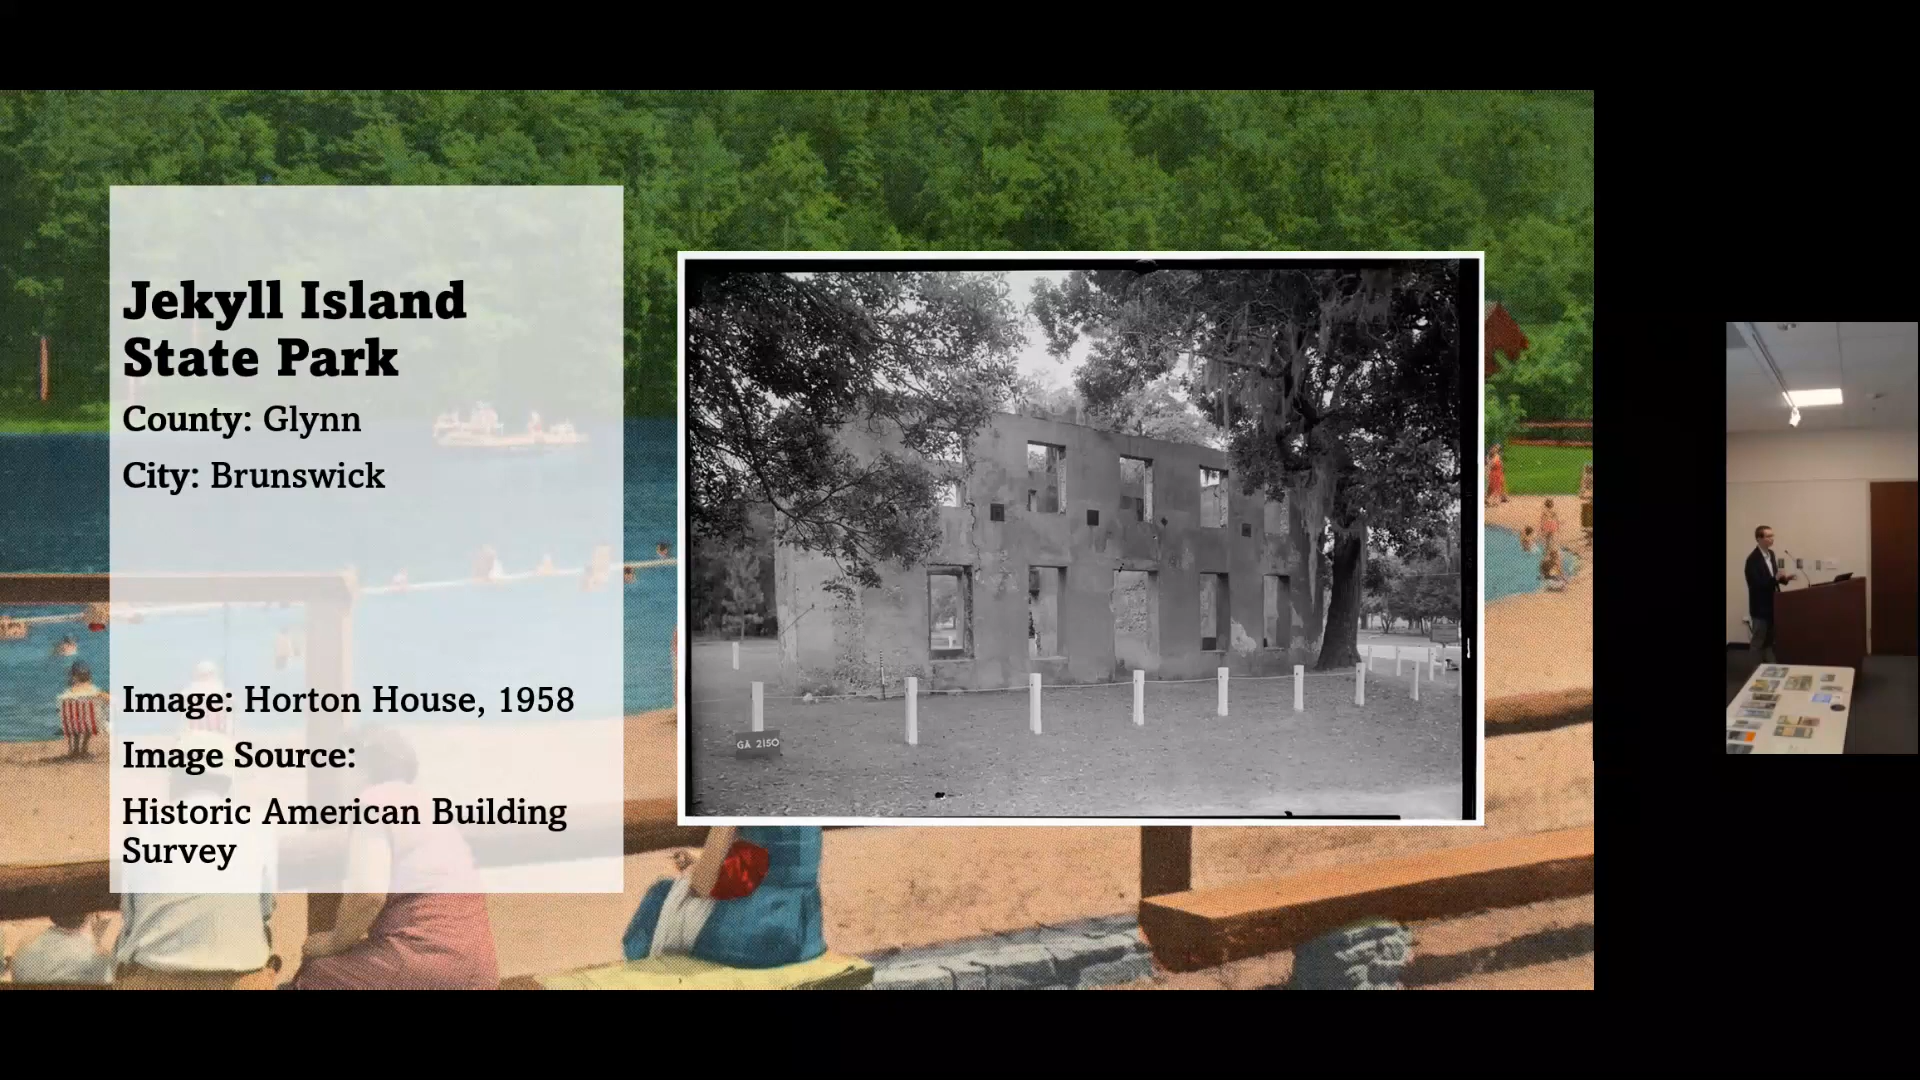 Jekyll Island
State Park
County: Glynn
City: Brunswick
Image: Horton House, 1958
Image Source:
Historic American Building
Survey
GA 2150